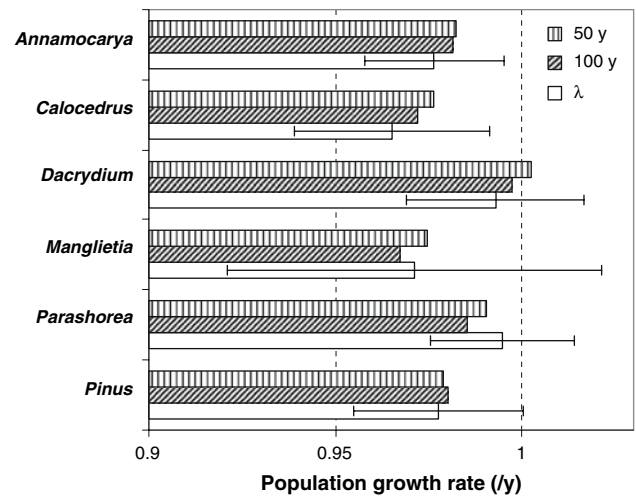 Annamocarya
Calocedrus
Dacrydium
Manglietia
Parashorea
Pinus
50 y
100 y
λ
0.9 0.95 1
Population growth rate (/y)